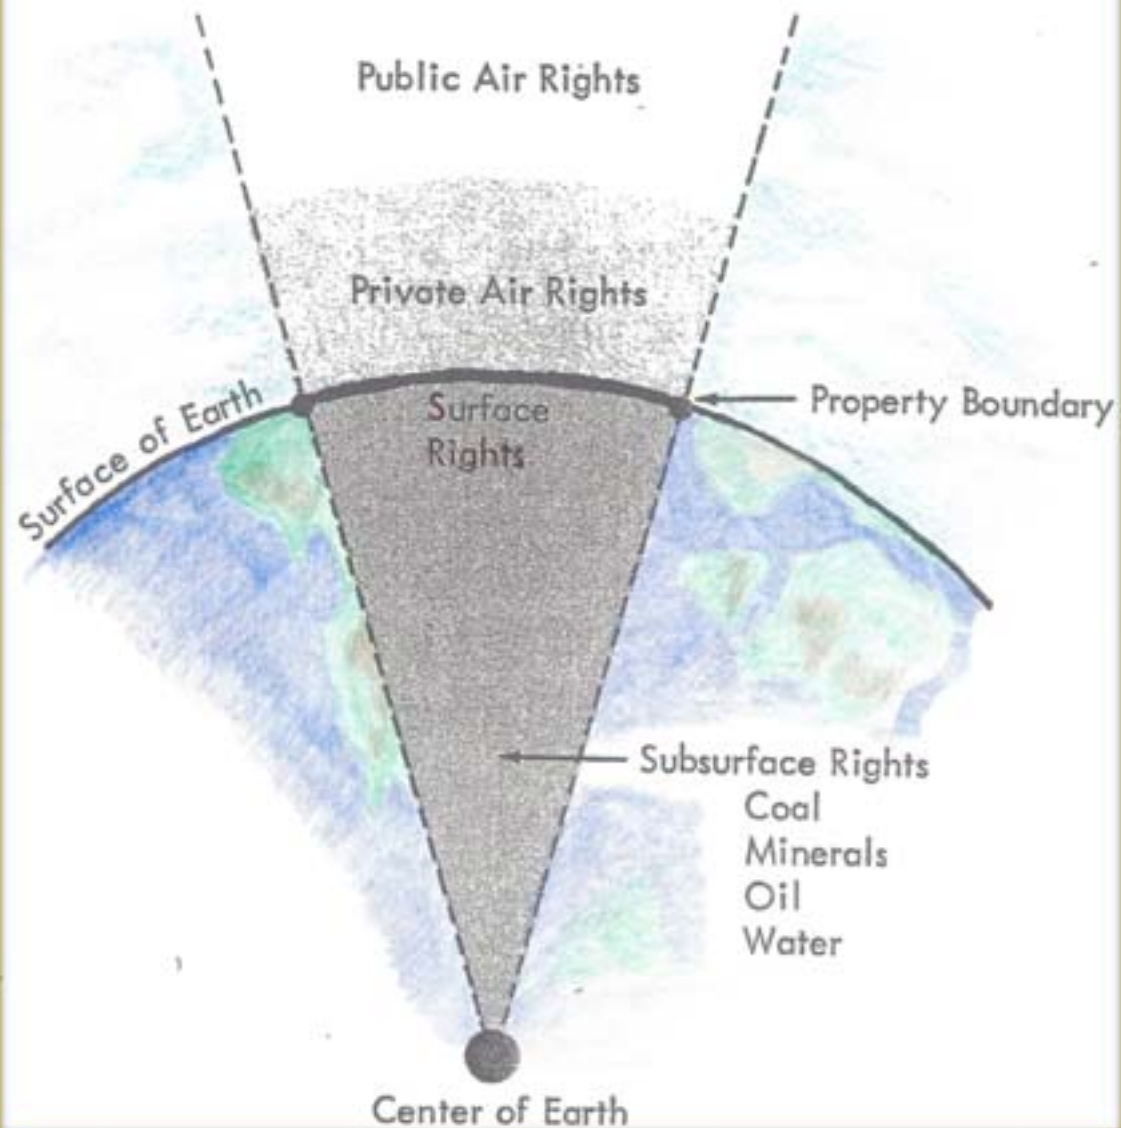 Public Air Rights
Private Air Rights
Surface of Earth
Surface
Rights
Property Boundary
Subsurface Rights
Coal
Minerals
Oil
Water
Center of Earth